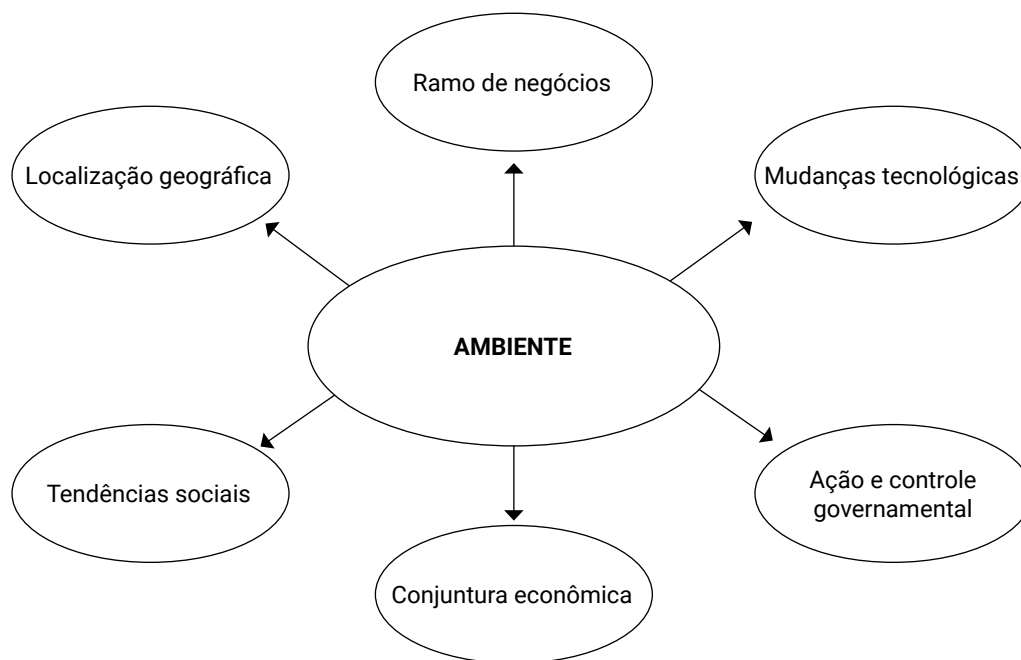 Ramo de negócios
Localização geográfica
Mudanças tecnológicas
AMBIENTE
Tendências sociais
Ação e controle
governamental
Conjuntura econômica